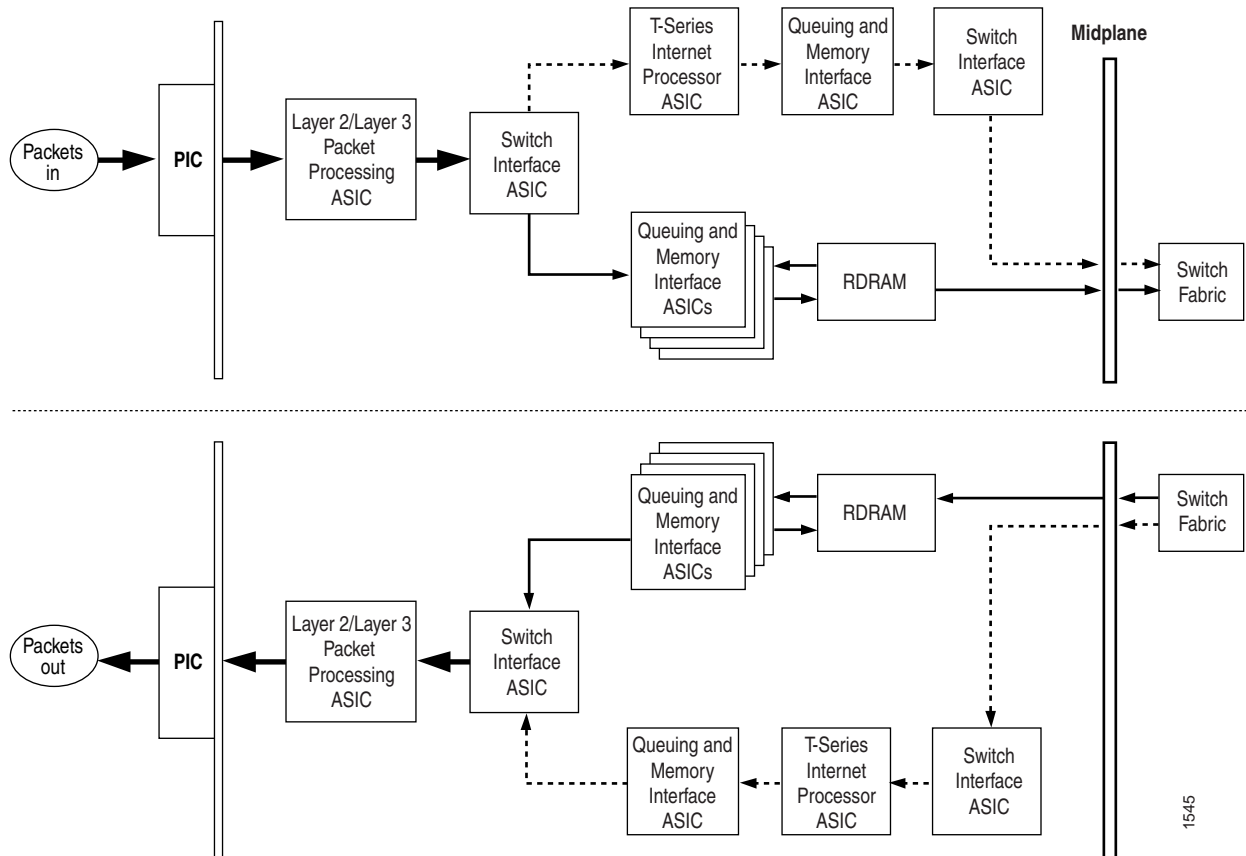 T-Series
Internet
Processor
ASIC
Queuing and
Memory
Interface
ASIC
Switch
Interface
ASIC
Midplane
Packets
in
PIC
Layer 2/Layer 3
Packet
Processing
ASIC
Switch
Interface
ASIC
Queuing and
Memory
Interface
ASICs
RDRAM
Switch
Fabric
Queuing and
Memory
Interface
ASICs
RDRAM
Switch
Fabric
Packets
out
PIC
Layer 2/Layer 3
Packet
Processing
ASIC
Switch
Interface
ASIC
Queuing and
Memory
Interface
ASIC
T-Series
Internet
Processor
ASIC
Switch
Interface
ASIC
1545